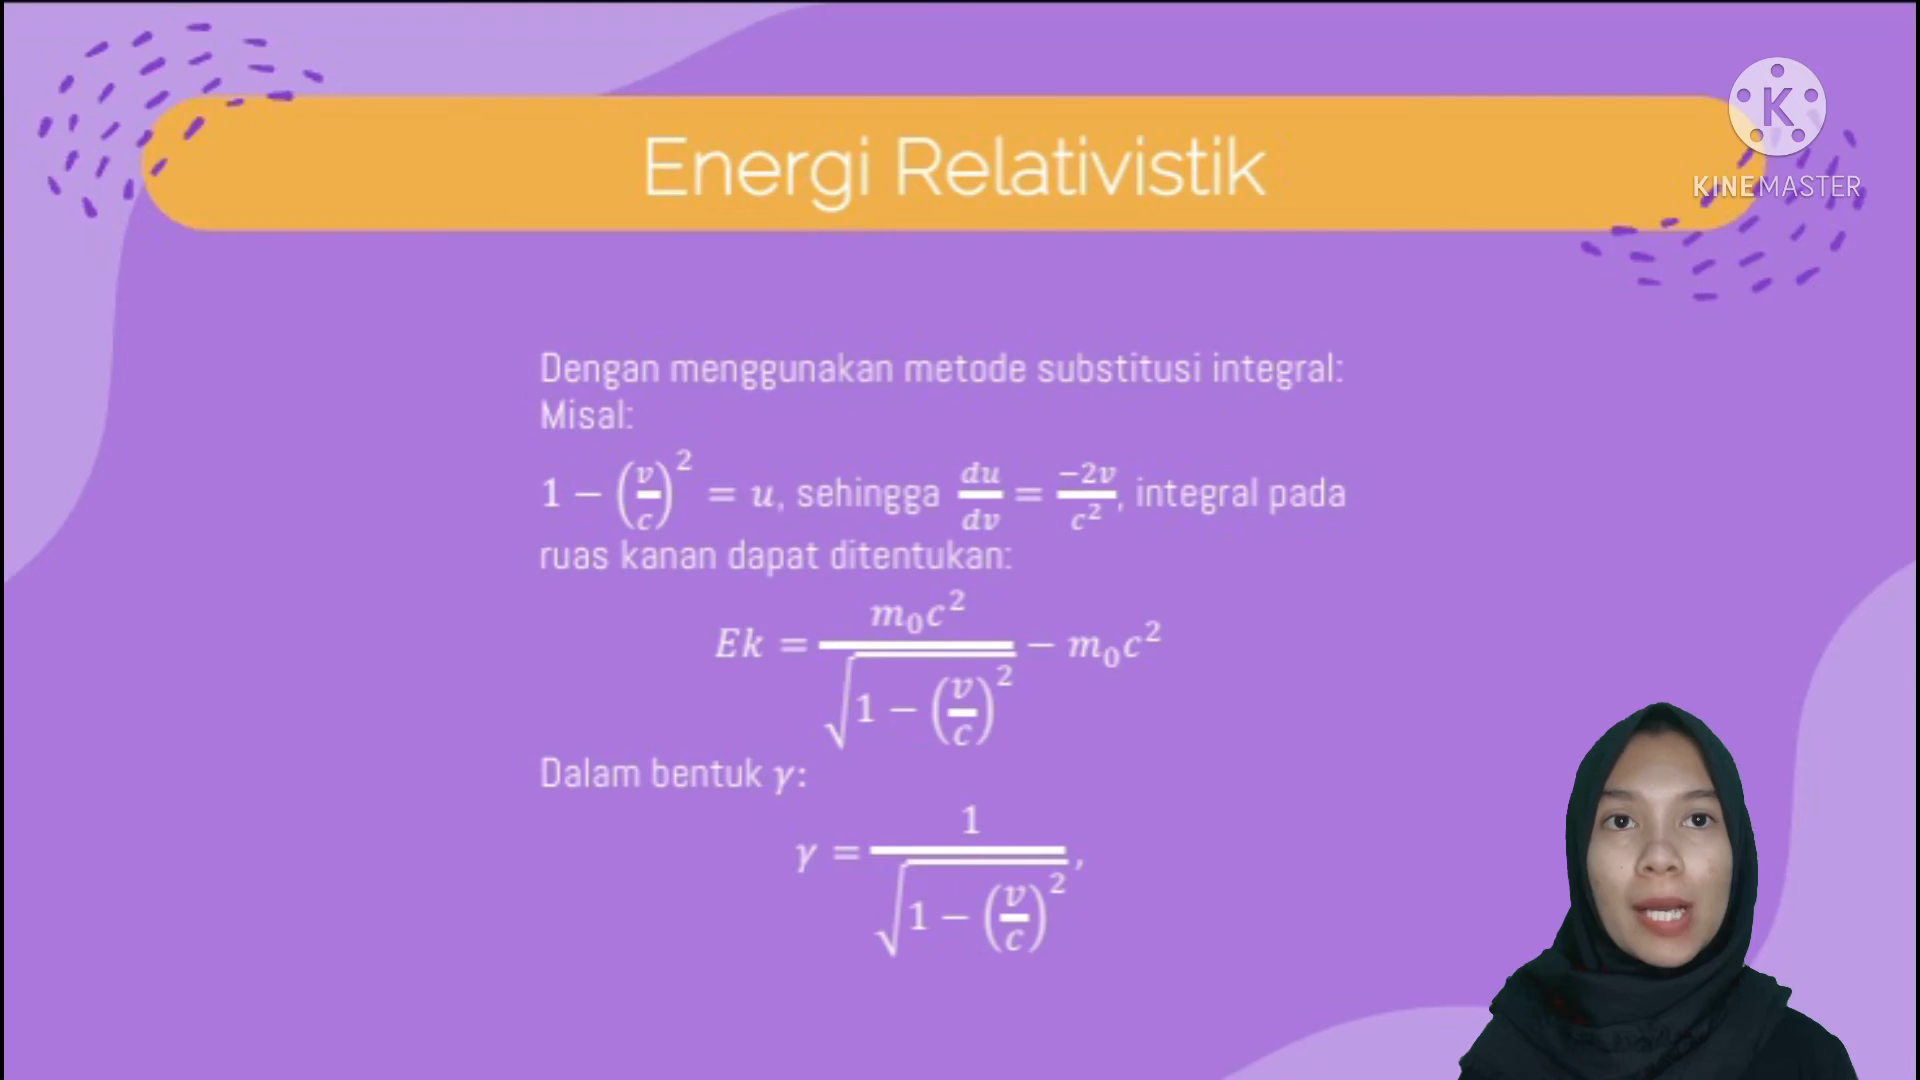 Energi Relativistik
K
KINEMASTER
Dengan menggunakan metode substitusi integral:
Misal:
1 − (v/c)² = u, sehingga du/dv = −2v/c², integral pada
ruas kanan dapat ditentukan:
Ek = m₀c² / √(1 − (v/c)²) − m₀c²
Dalam bentuk γ:
γ = 1 / √(1 − (v/c)²),